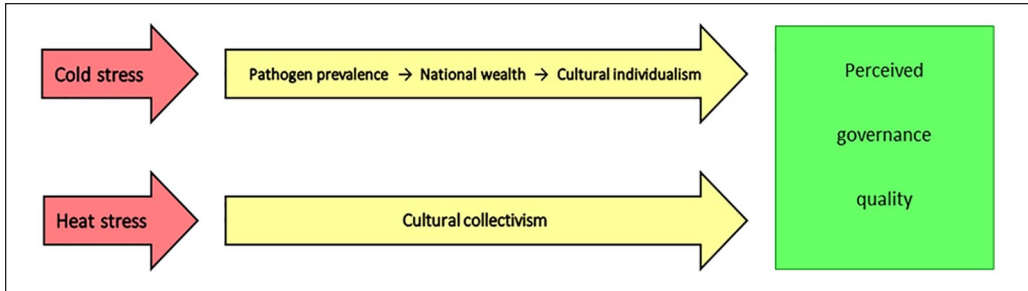 Cold stress
Pathogen prevalence → National wealth → Cultural individualism
Perceived
governance
quality
Heat stress
Cultural collectivism